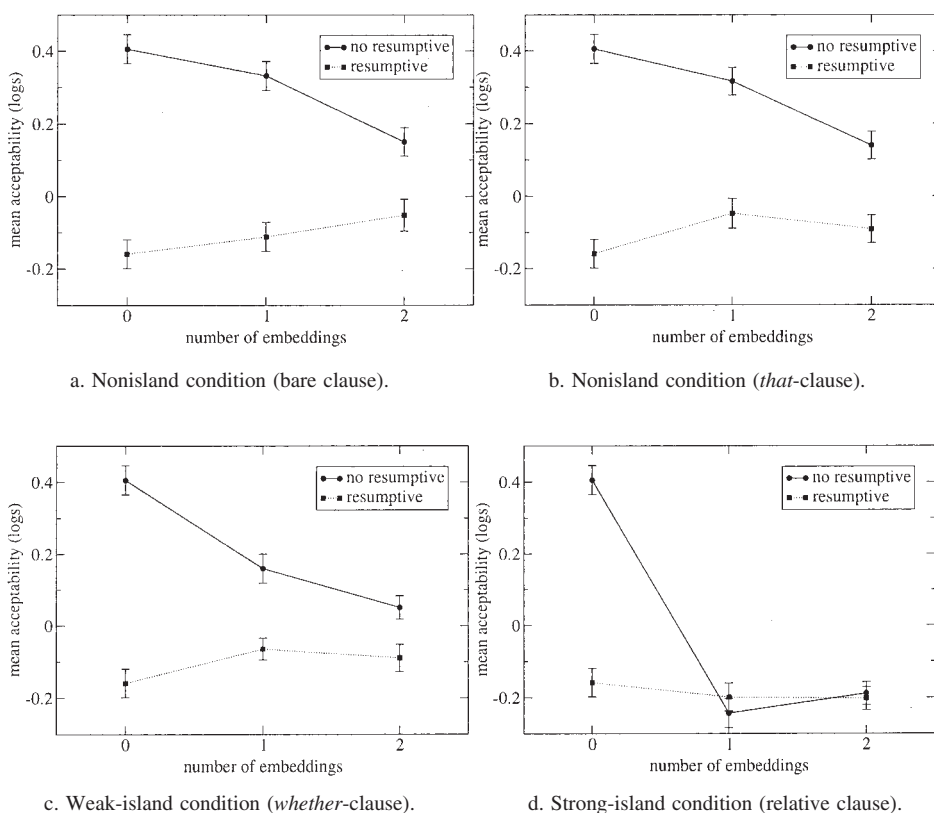 0.4
0.2
0
-0.2
mean acceptability (logs)
no resumptive
resumptive
0 1 2
number of embeddings
a. Nonisland condition (bare clause).
0.4
0.2
0
-0.2
mean acceptability (logs)
no resumptive
resumptive
0 1 2
number of embeddings
b. Nonisland condition (that-clause).
0.4
0.2
0
-0.2
mean acceptability (logs)
no resumptive
resumptive
0 1 2
number of embeddings
c. Weak-island condition (whether-clause).
0.4
0.2
0
-0.2
mean acceptability (logs)
no resumptive
resumptive
0 1 2
number of embeddings
d. Strong-island condition (relative clause).